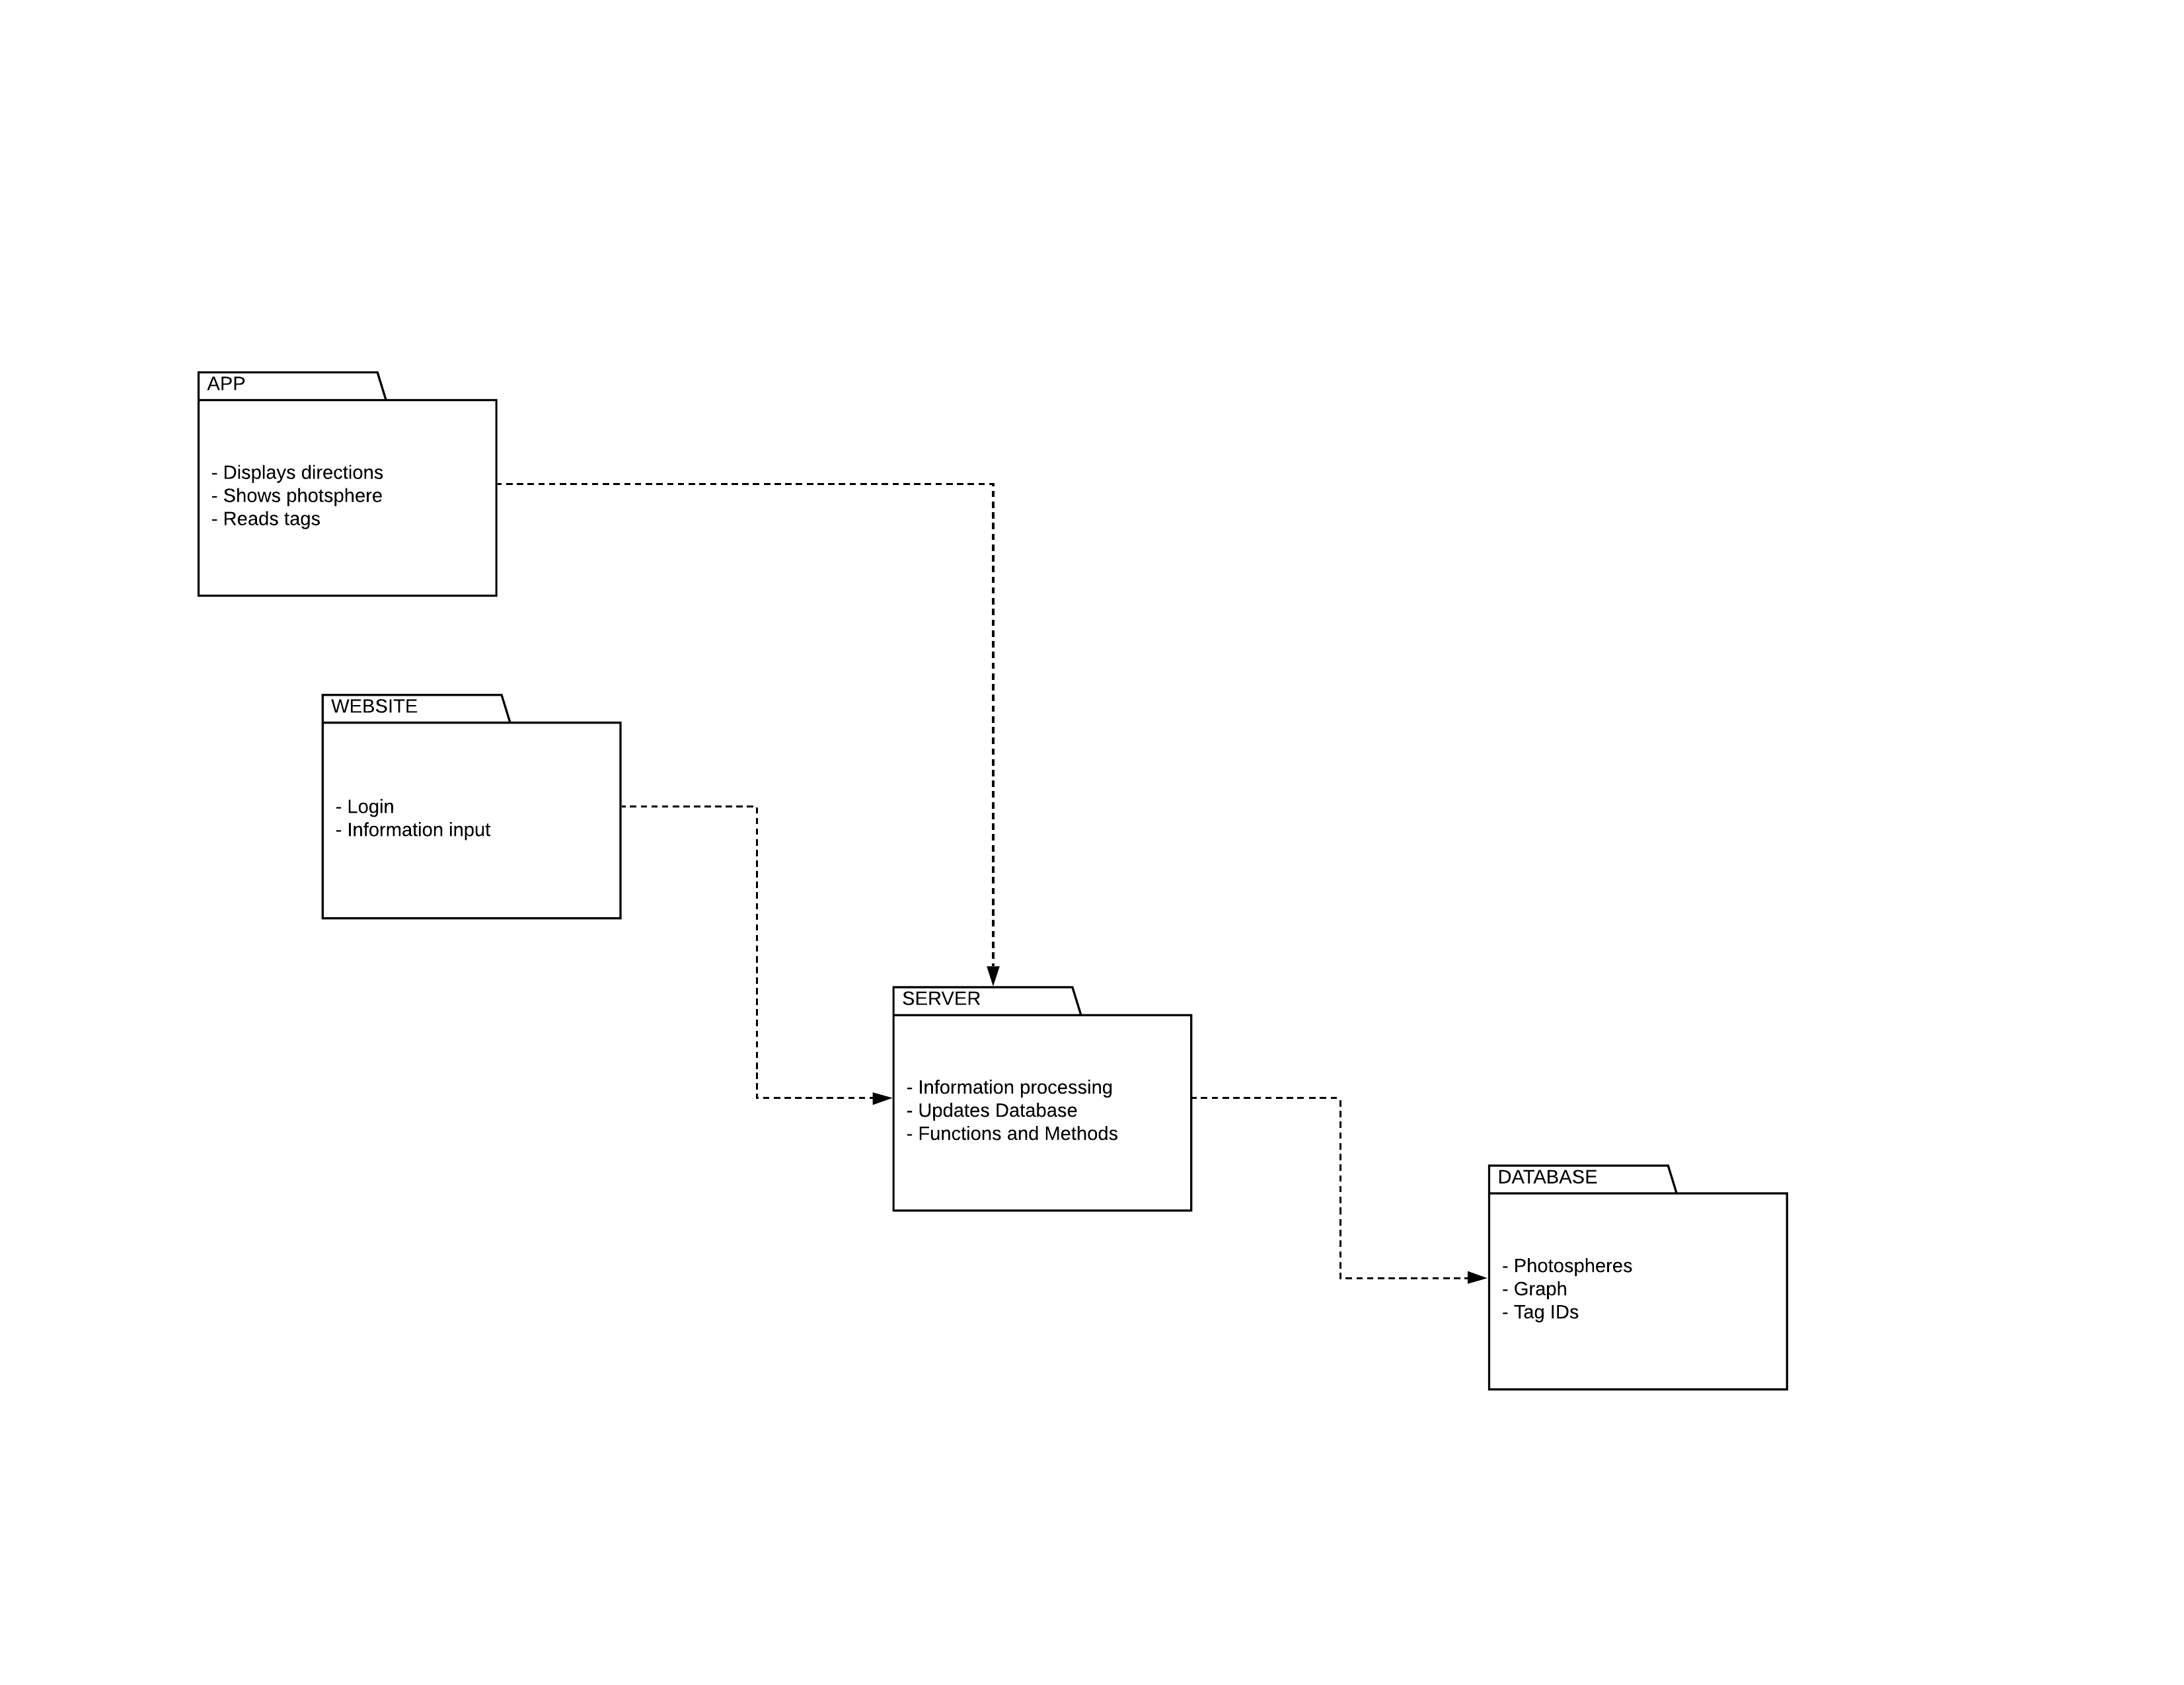 APP
- Displays directions
- Shows photsphere
- Reads tags
WEBSITE
- Login
- Information input
SERVER
- Information processing
- Updates Database
- Functions and Methods
DATABASE
- Photospheres
- Graph
- Tag IDs